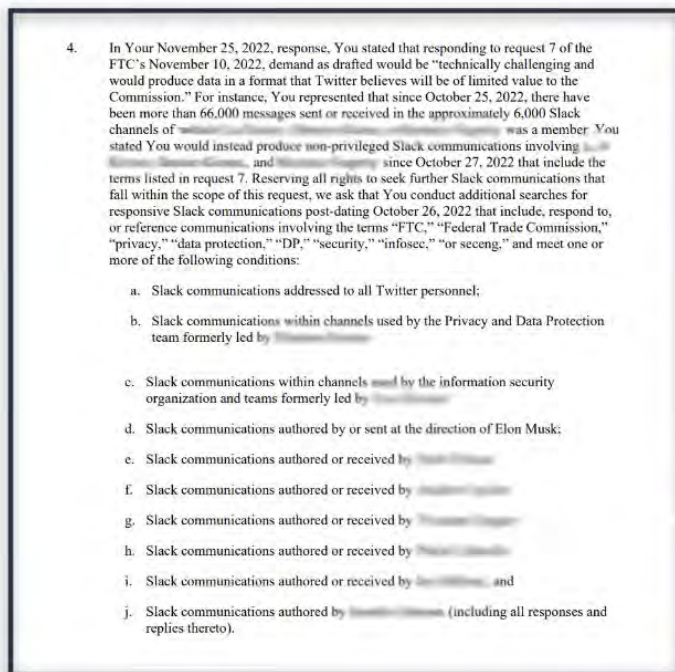 4. In Your November 25, 2022, response, You stated that responding to request 7 of the
FTC's November 10, 2022, demand as drafted would be "technically challenging and
would produce data in a format that Twitter believes will be of limited value to the
Commission." For instance, You represented that since October 25, 2022, there have
been more than 66,000 messages sent or received in the approximately 6,000 Slack
channels of was a member You
stated You would instead produce non-privileged Slack communications involving
and since October 27, 2022 that include the
terms listed in request 7. Reserving all rights to seek further Slack communications that
fall within the scope of this request, we ask that You conduct additional searches for
responsive Slack communications post-dating October 26, 2022 that include, respond to,
or reference communications involving the terms "FTC," "Federal Trade Commission,"
"privacy," "data protection," "DP," "security," "infosec," "or seceng," and meet one or
more of the following conditions:
a. Slack communications addressed to all Twitter personnel;
b. Slack communications within channels used by the Privacy and Data Protection
team formerly led by
c. Slack communications within channels used by the information security
organization and teams formerly led by
d. Slack communications authored by or sent at the direction of Elon Musk;
e. Slack communications authored or received by
f. Slack communications authored or received by
g. Slack communications authored or received by
h. Slack communications authored or received by
i. Slack communications authored or received by and
j. Slack communications authored by (including all responses and
replies thereto).